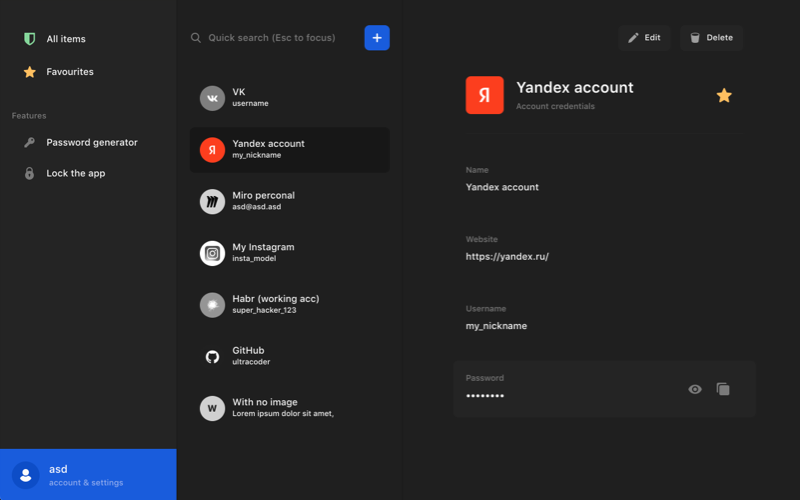 All items
Favourites
Features
Password generator
Lock the app
asd
account & settings
Quick search (Esc to focus)
+
VK
username
Я
Yandex account
my_nickname
Miro perconal
asd@asd.asd
My Instagram
insta_model
Habr (working acc)
super_hacker_123
GitHub
ultracoder
W
With no image
Lorem ipsum dolor sit amet,
Edit
Delete
Я
Yandex account
Account credentials
Name
Yandex account
Website
https://yandex.ru/
Username
my_nickname
Password
••••••••